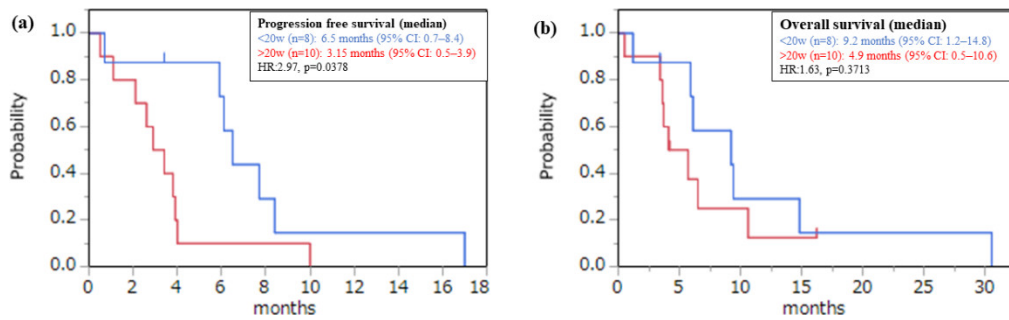 (a)
Progression free survival (median)
<20w (n=8): 6.5 months (95% CI: 0.7–8.4)
>20w (n=10): 3.15 months (95% CI: 0.5–3.9)
HR:2.97, p=0.0378
1.0
0.8
0.6
0.4
0.2
0.0
Probability
0 2 4 6 8 10 12 14 16 18
months
(b)
Overall survival (median)
<20w (n=8): 9.2 months (95% CI: 1.2–14.8)
>20w (n=10): 4.9 months (95% CI: 0.5–10.6)
HR:1.63, p=0.3713
1.0
0.8
0.6
0.4
0.2
0.0
Probability
0 5 10 15 20 25 30
months